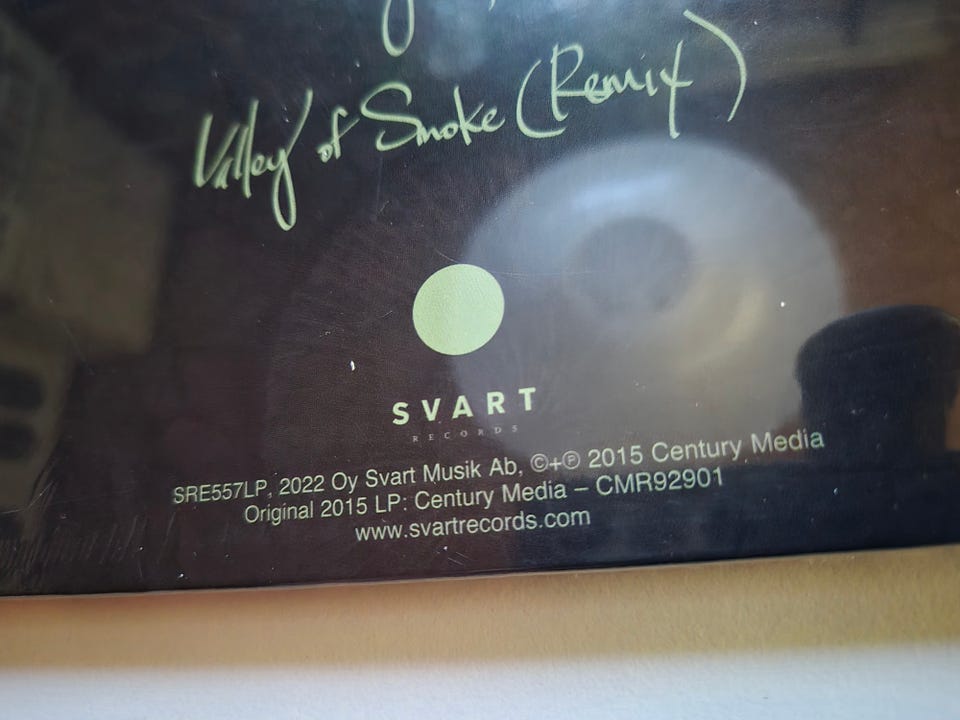 Valley of Smoke (Remix)
SVART
RECORDS
SRE557LP, 2022 Oy Svart Musik Ab, ©+℗ 2015 Century Media
Original 2015 LP: Century Media – CMR92901
www.svartrecords.com